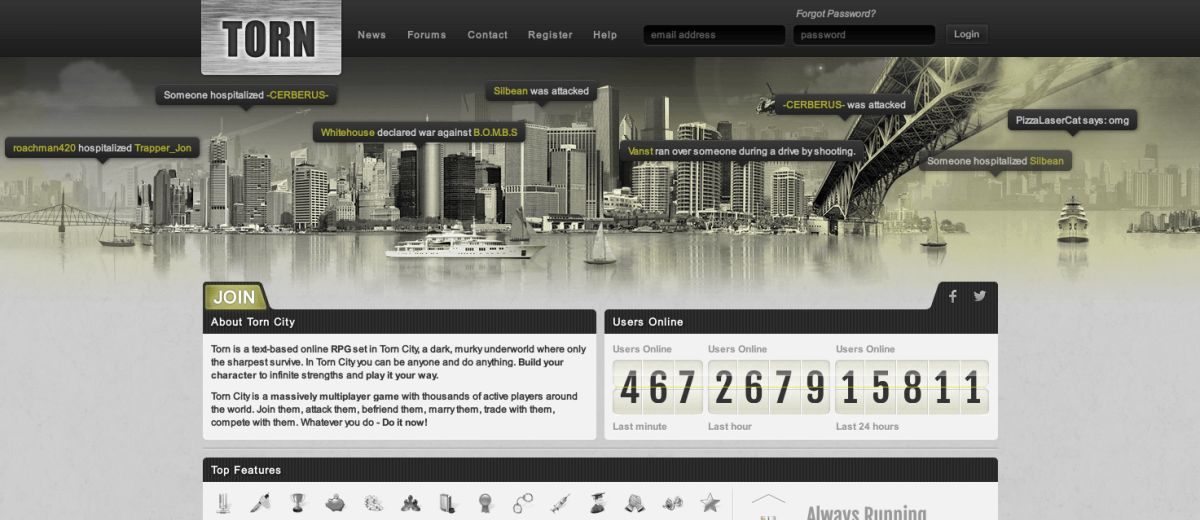 Forgot Password?
TORN
News Forums Contact Register Help email address password Login
Someone hospitalized -CERBERUS-
Silbean was attacked
-CERBERUS- was attacked
PizzaLaserCat says: omg
Whitehouse declared war against B.O.M.B.S
roachman420 hospitalized Trapper_Jon
Vanst ran over someone during a drive by shooting.
Someone hospitalized Silbean
JOIN
About Torn City
Torn is a text-based online RPG set in Torn City, a dark, murky underworld where only
the sharpest survive. In Torn City you can be anyone and do anything. Build your
character to infinite strengths and play it your way.
Torn City is a massively multiplayer game with thousands of active players around
the world. Join them, attack them, befriend them, marry them, trade with them,
compete with them. Whatever you do - Do it now!
Users Online
Users Online Users Online Users Online
467 2679 15811
Last minute Last hour Last 24 hours
Top Features
Always Running